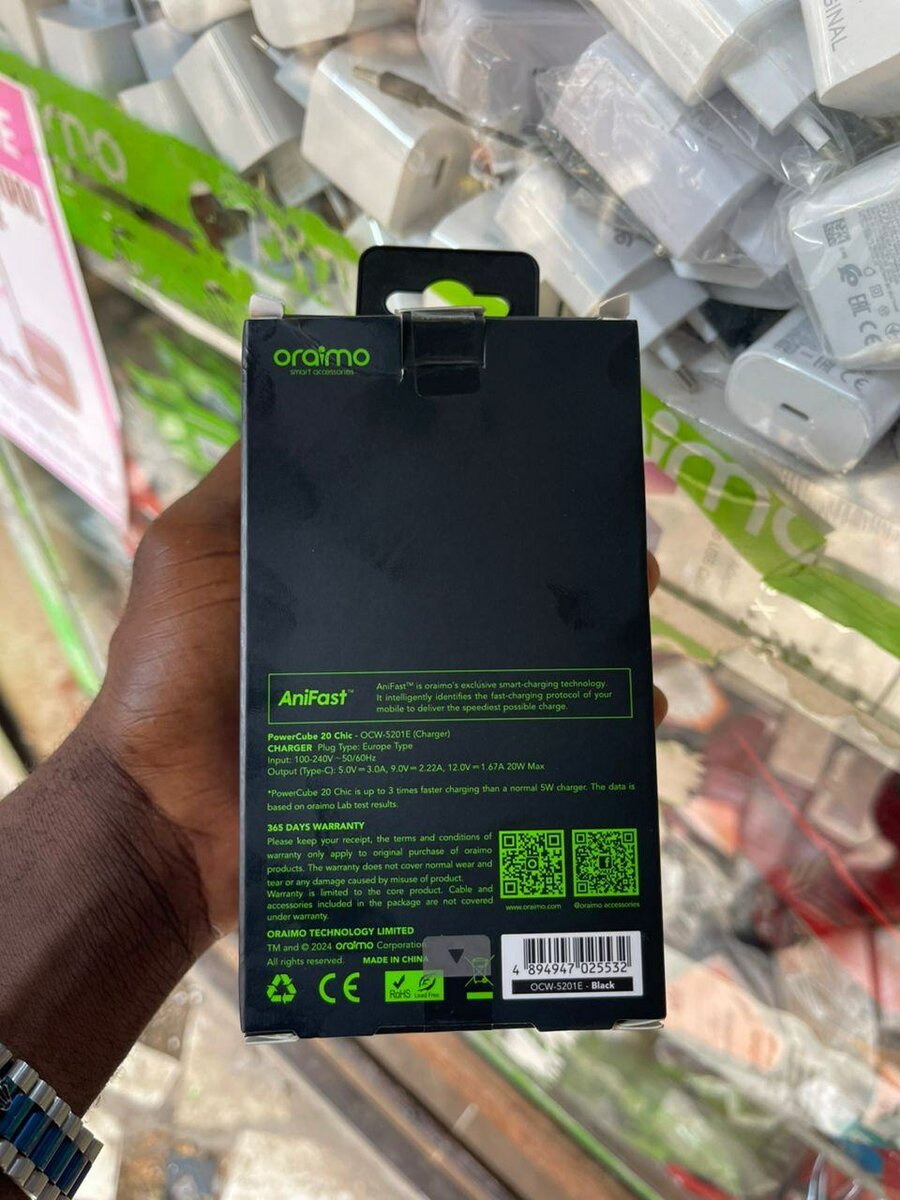 oraimo
smart accessories
AniFast™
AniFast™ is oraimo's exclusive smart-charging technology.
It intelligently identifies the fast-charging protocol of your
mobile to deliver the speediest possible charge.
PowerCube 20 Chic - OCW-5201E (Charger)
CHARGER Plug Type: Europe Type
Input: 100-240V ~ 50/60Hz
Output (Type-C): 5.0V⎓3.0A, 9.0V⎓2.22A, 12.0V⎓1.67A 20W Max
*PowerCube 20 Chic is up to 3 times faster charging than a normal 5W charger. The data is
based on oraimo Lab test results.
365 DAYS WARRANTY
Please keep your receipt, the terms and conditions of
warranty only apply to original purchase of oraimo
products. The warranty does not cover normal wear and
tear or any damage caused by misuse of product.
Warranty is limited to the core product. Cable and
accessories included in the package are not covered
under warranty.
www.oraimo.com
@oraimo accessories
ORAIMO TECHNOLOGY LIMITED
TM and © 2024 oraimo Corporation
All rights reserved. MADE IN CHINA
CE
RoHS Lead Free
4 894947 025532
OCW-5201E - Black